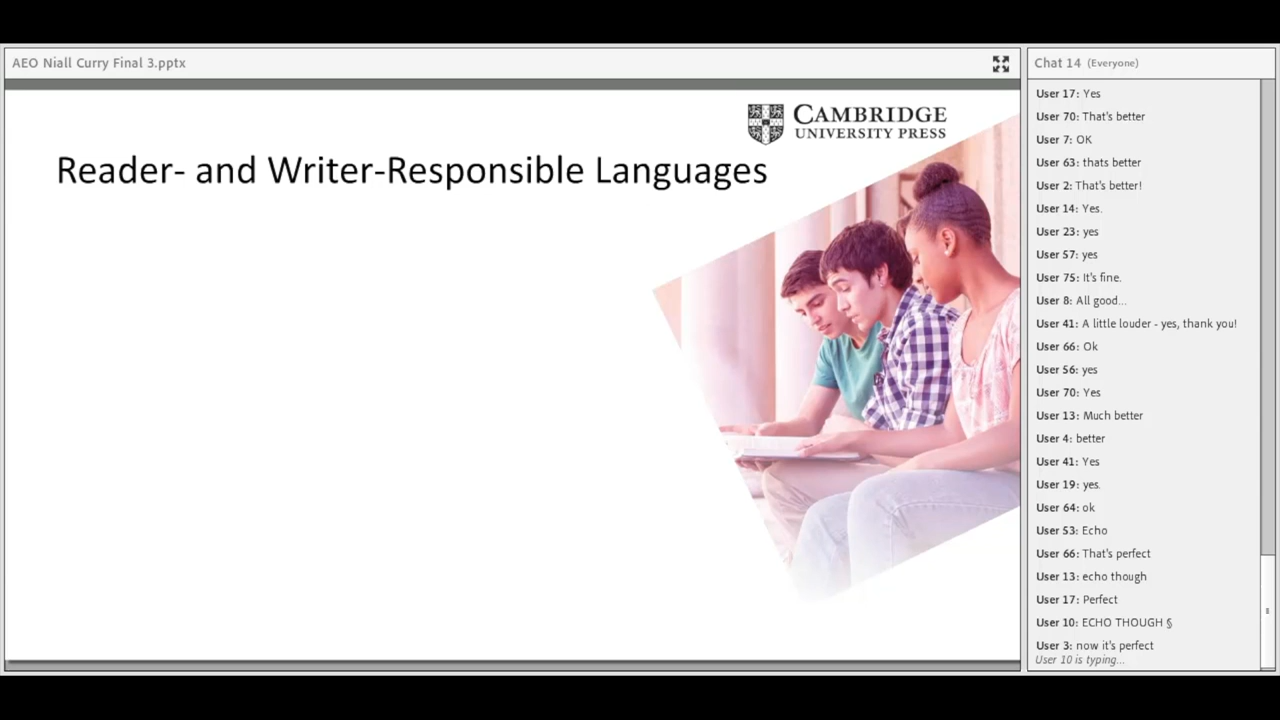 AEO Niall Curry Final 3.pptx
CAMBRIDGE
UNIVERSITY PRESS
Reader- and Writer-Responsible Languages
Chat 14 (Everyone)
User 17: Yes
User 70: That's better
User 7: OK
User 63: thats better
User 2: That's better!
User 14: Yes.
User 23: yes
User 57: yes
User 75: It's fine.
User 8: All good...
User 41: A little louder - yes, thank you!
User 66: Ok
User 56: yes
User 70: Yes
User 13: Much better
User 4: better
User 41: Yes
User 19: yes.
User 64: ok
User 53: Echo
User 66: That's perfect
User 13: echo though
User 17: Perfect
User 10: ECHO THOUGH §
User 3: now it's perfect
User 10 is typing...